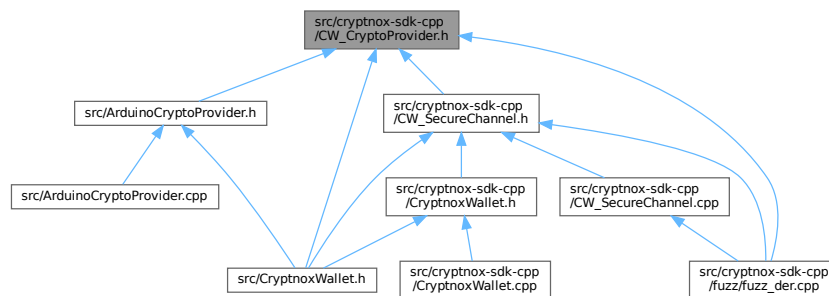 src/cryptnox-sdk-cpp
/CW_CryptoProvider.h
src/ArduinoCryptoProvider.h
src/cryptnox-sdk-cpp
/CW_SecureChannel.h
src/ArduinoCryptoProvider.cpp
src/cryptnox-sdk-cpp
/CryptnoxWallet.h
src/cryptnox-sdk-cpp
/CW_SecureChannel.cpp
src/CryptnoxWallet.h
src/cryptnox-sdk-cpp
/CryptnoxWallet.cpp
src/cryptnox-sdk-cpp
/fuzz/fuzz_der.cpp